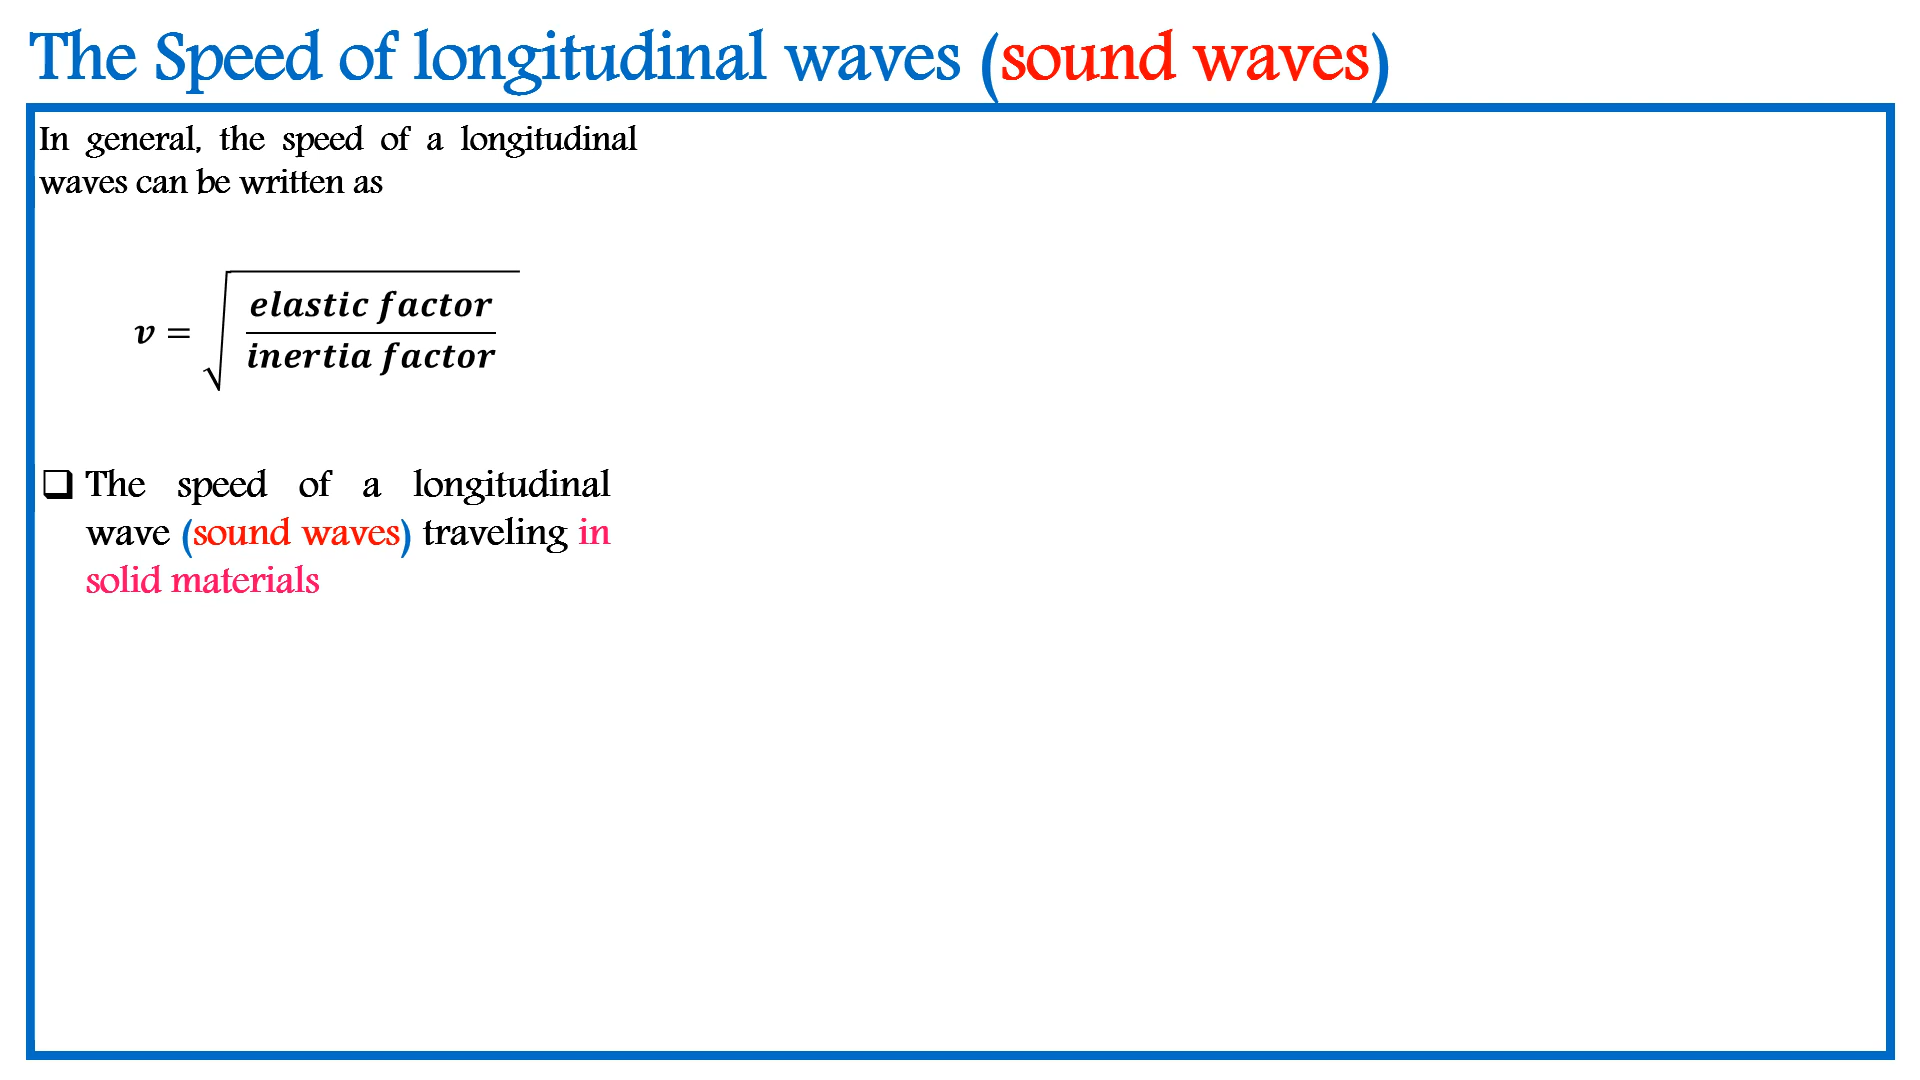 The Speed of longitudinal waves (sound waves)
In general, the speed of a longitudinal
waves can be written as
𝒗 = √(𝒆𝒍𝒂𝒔𝒕𝒊𝒄 𝒇𝒂𝒄𝒕𝒐𝒓 / 𝒊𝒏𝒆𝒓𝒕𝒊𝒂 𝒇𝒂𝒄𝒕𝒐𝒓)
❑ The speed of a longitudinal
wave (sound waves) traveling in
solid materials